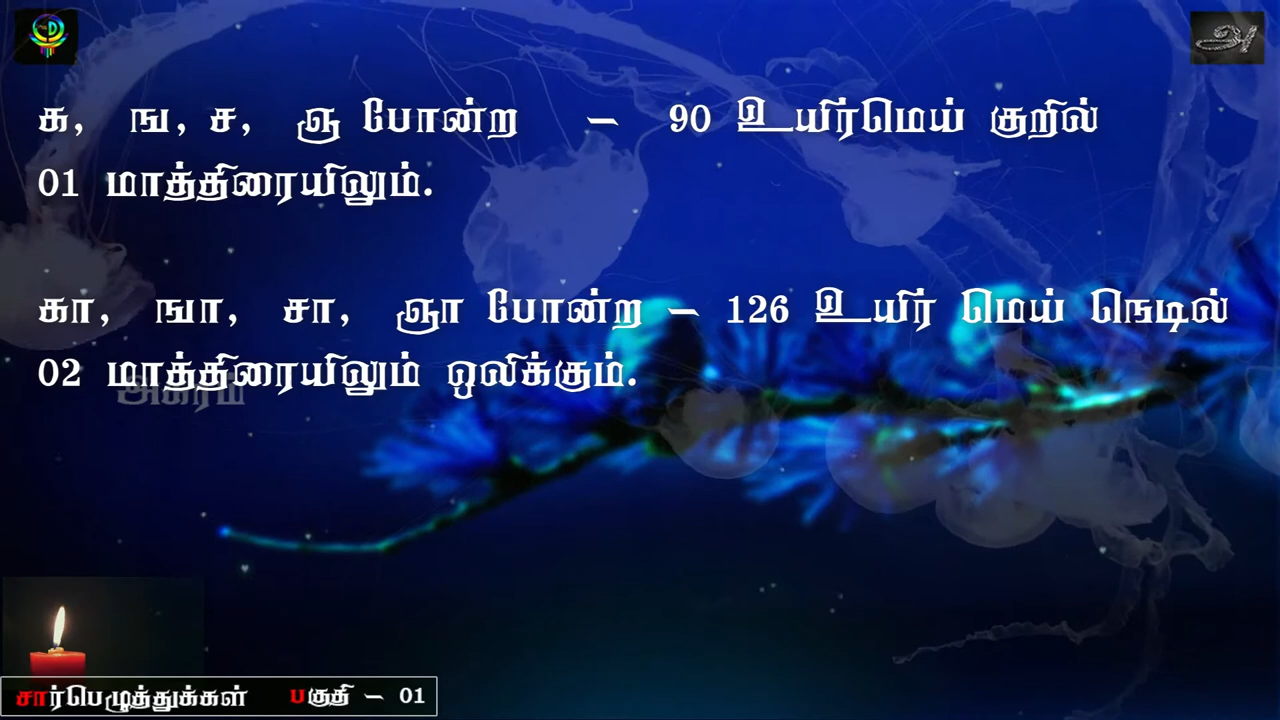 அ
க, ங, ச, ஞ போன்ற – 90 உயிர்மெய் குறில்
01 மாத்திரையிலும்.
கா, ஙா, சா, ஞா போன்ற – 126 உயிர் மெய் நெடில்
02 மாத்திரையிலும் ஒலிக்கும்.
சார்பெழுத்துக்கள் பகுதி – 01